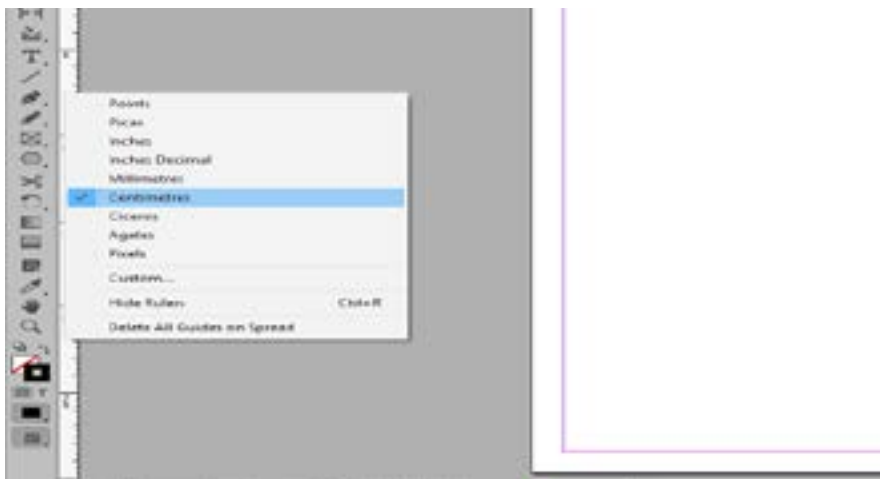 Points
Picas
Inches
Inches Decimal
Millimetres
Centimetres
Ciceros
Agates
Pixels
Custom...
Hide Rulers Ctrl+R
Delete All Guides on Spread